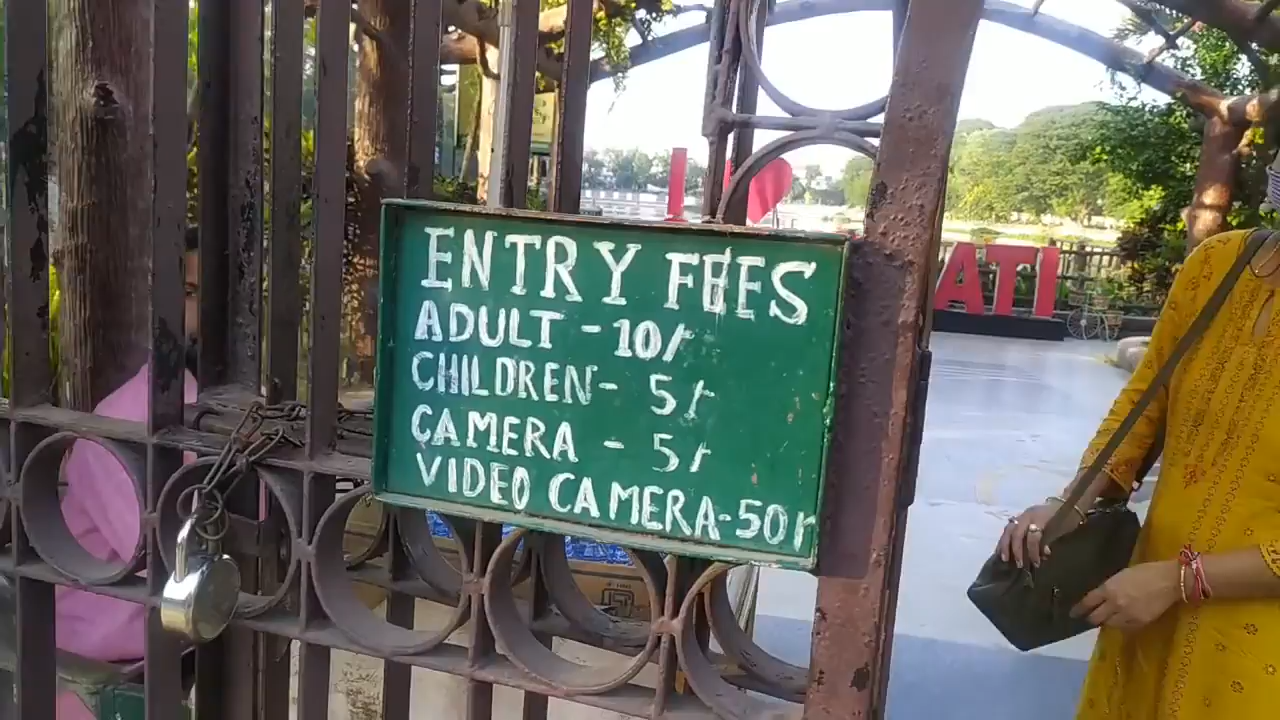 I
ENTRY FEES
ADULT - 10/-
CHILDREN - 5/-
CAMERA - 5/-
VIDEO CAMERA - 50/-
ATI